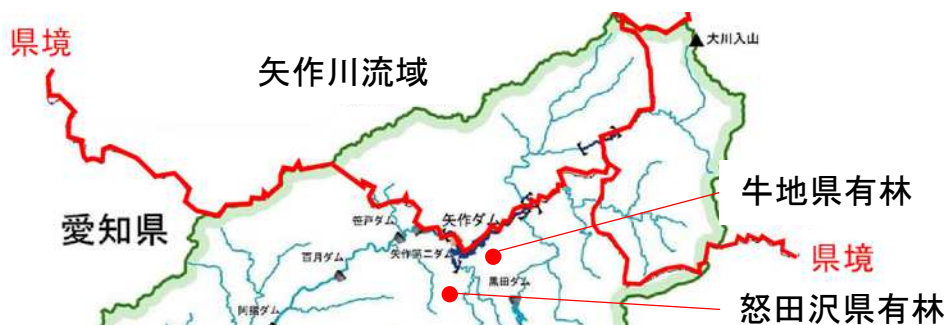 県境
矢作川流域
大川入山
牛地県有林
愛知県
笹戸ダム
矢作ダム
百月ダム
矢作第二ダム
県境
黒田ダム
阿摺ダム
怒田沢県有林